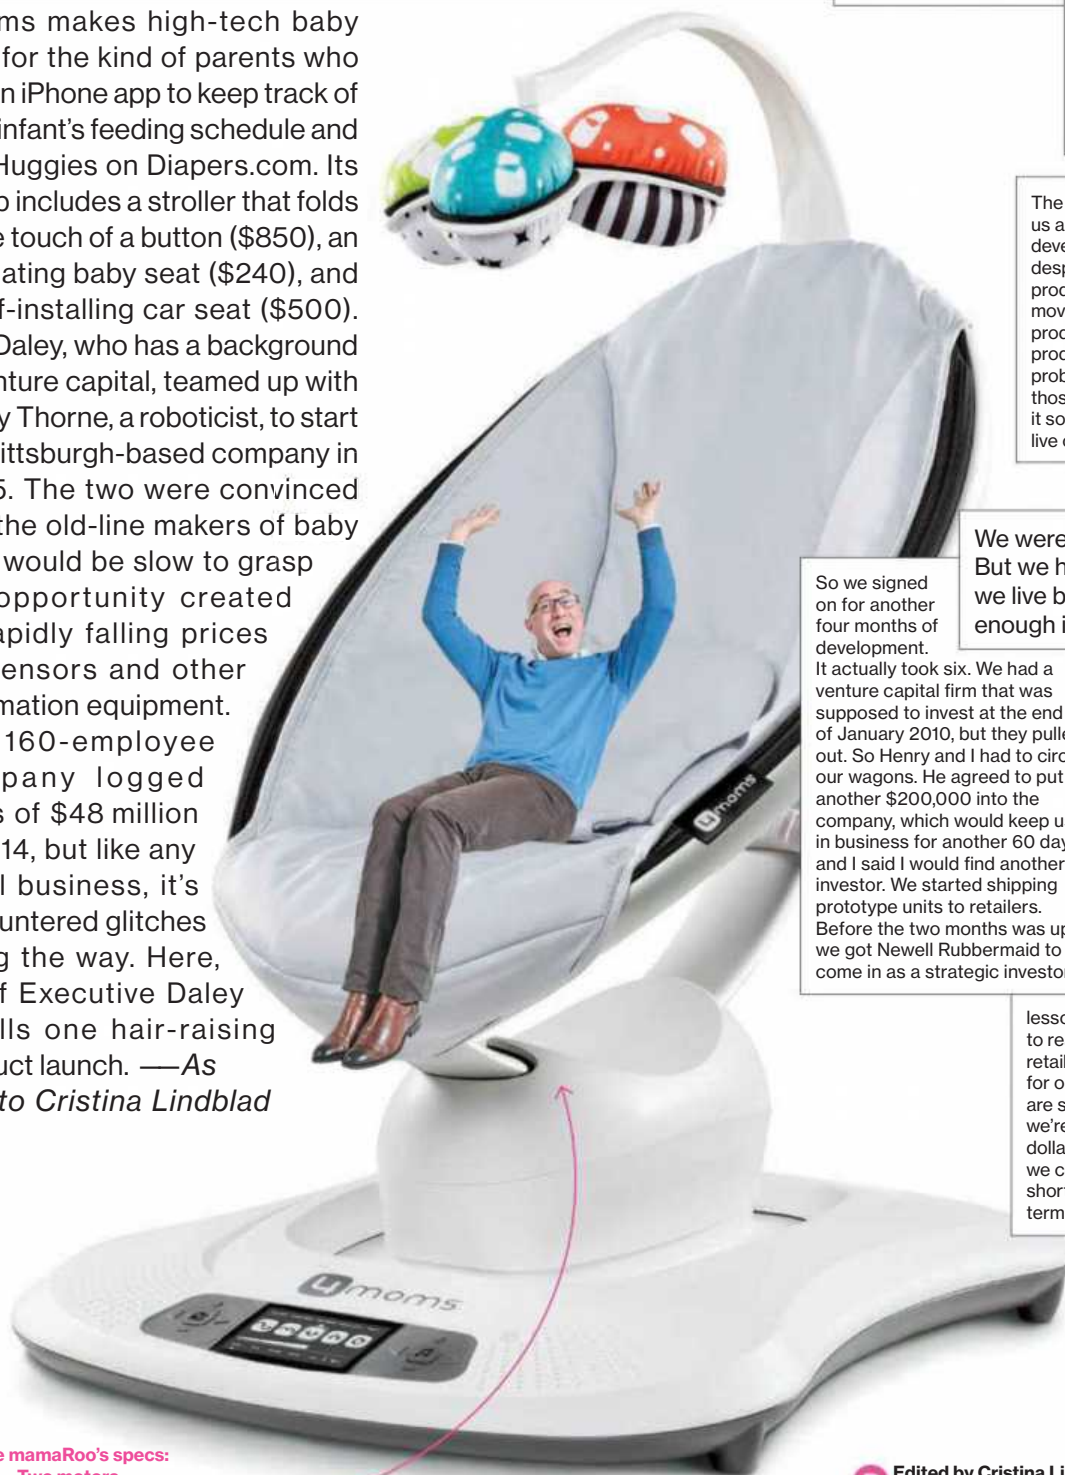 ms makes high-tech baby
for the kind of parents who
n iPhone app to keep track of
infant's feeding schedule and
Huggies on Diapers.com. Its
p includes a stroller that folds
e touch of a button ($850), an
ating baby seat ($240), and
f-installing car seat ($500).
Daley, who has a background
nture capital, teamed up with
y Thorne, a roboticist, to start
ittsburgh-based company in
5. The two were convinced
the old-line makers of baby
would be slow to grasp
opportunity created
apidly falling prices
ensors and other
mation equipment.
160-employee
pany logged
s of $48 million
14, but like any
l business, it's
untered glitches
g the way. Here,
f Executive Daley
lls one hair-raising
uct launch. —As
to Cristina Lindblad
The
us a
deve
desp
prod
mov
prod
prod
prob
thos
it so
live
We were
But we h
we live b
enough i
So we signed
on for another
four months of
development.
It actually took six. We had a
venture capital firm that was
supposed to invest at the end
of January 2010, but they pulle
out. So Henry and I had to circ
our wagons. He agreed to put
another $200,000 into the
company, which would keep us
in business for another 60 day
and I said I would find another
investor. We started shipping
prototype units to retailers.
Before the two months was up
we got Newell Rubbermaid to
come in as a strategic investor
lesso
to re
retail
for o
are s
we're
dolla
we c
short
term
4moms
4moms
e mamaRoo's specs:
Two motors
Edited by Cristina Li